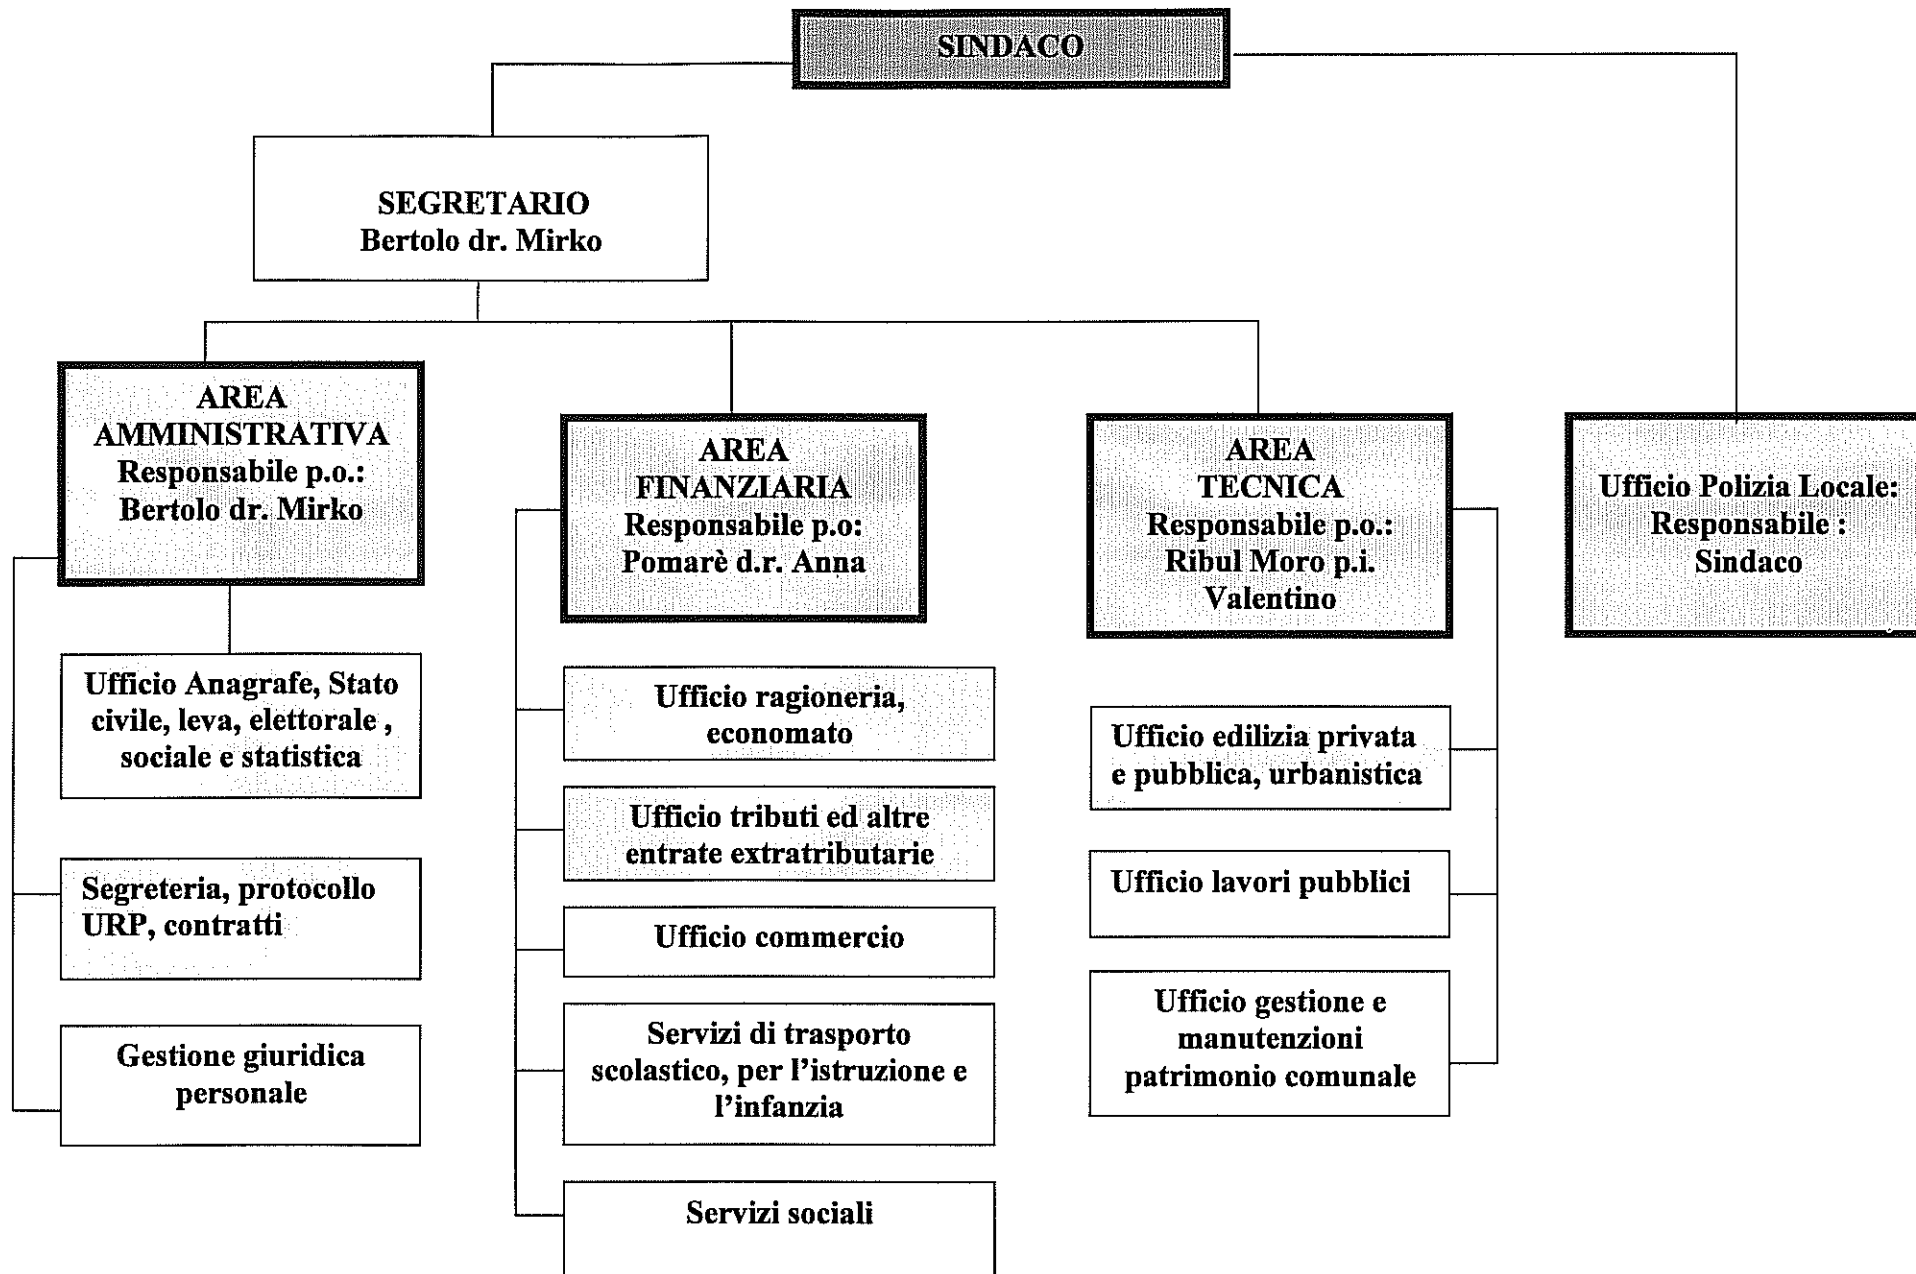 SINDACO
SEGRETARIO
Bertolo dr. Mirko
AREA
AMMINISTRATIVA
Responsabile p.o.:
Bertolo dr. Mirko
Ufficio Anagrafe, Stato
civile, leva, elettorale ,
sociale e statistica
Segreteria, protocollo
URP, contratti
Gestione giuridica
personale
AREA
FINANZIARIA
Responsabile p.o:
Pomarè d.r. Anna
Ufficio ragioneria,
economato
Ufficio tributi ed altre
entrate extratributarie
Ufficio commercio
Servizi di trasporto
scolastico, per l’istruzione e
l’infanzia
Servizi sociali
AREA
TECNICA
Responsabile p.o.:
Ribul Moro p.i.
Valentino
Ufficio edilizia privata
e pubblica, urbanistica
Ufficio lavori pubblici
Ufficio gestione e
manutenzioni
patrimonio comunale
Ufficio Polizia Locale:
Responsabile :
Sindaco